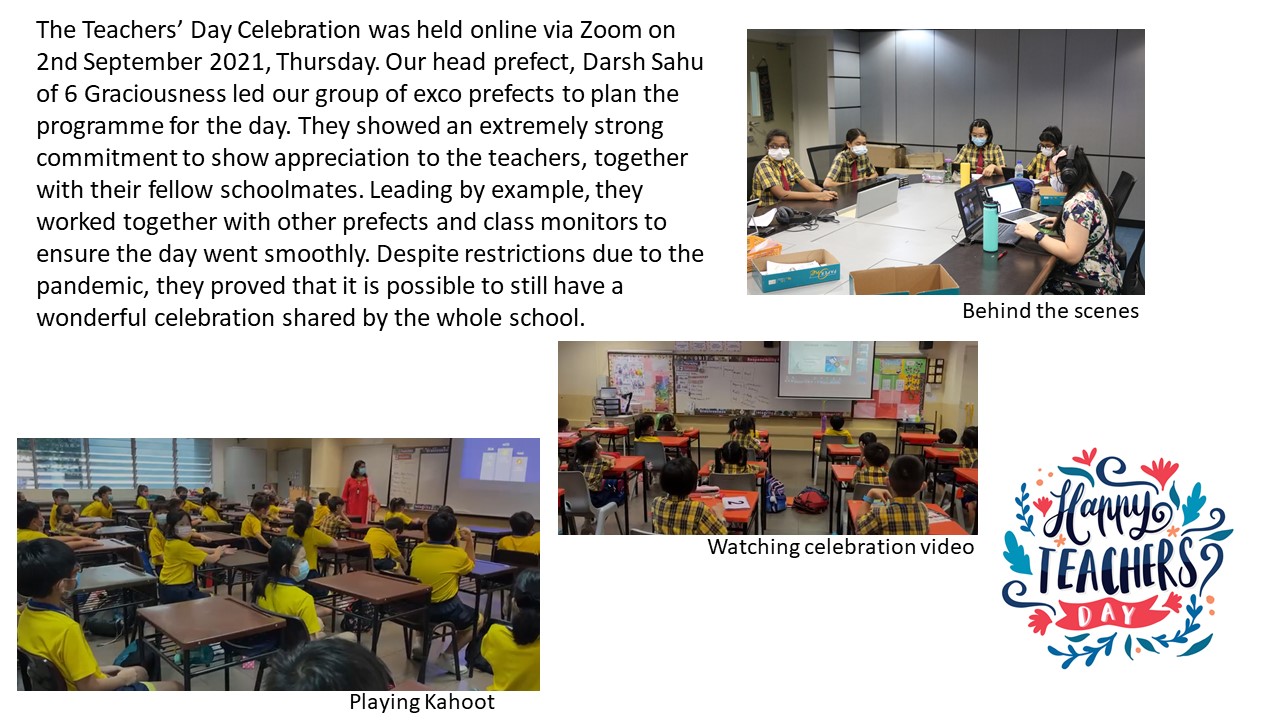 The Teachers’ Day Celebration was held online via Zoom on
2nd September 2021, Thursday. Our head prefect, Darsh Sahu
of 6 Graciousness led our group of exco prefects to plan the
programme for the day. They showed an extremely strong
commitment to show appreciation to the teachers, together
with their fellow schoolmates. Leading by example, they
worked together with other prefects and class monitors to
ensure the day went smoothly. Despite restrictions due to the
pandemic, they proved that it is possible to still have a
wonderful celebration shared by the whole school.
Behind the scenes
Watching celebration video
Playing Kahoot
Happy
TEACHERS'
DAY